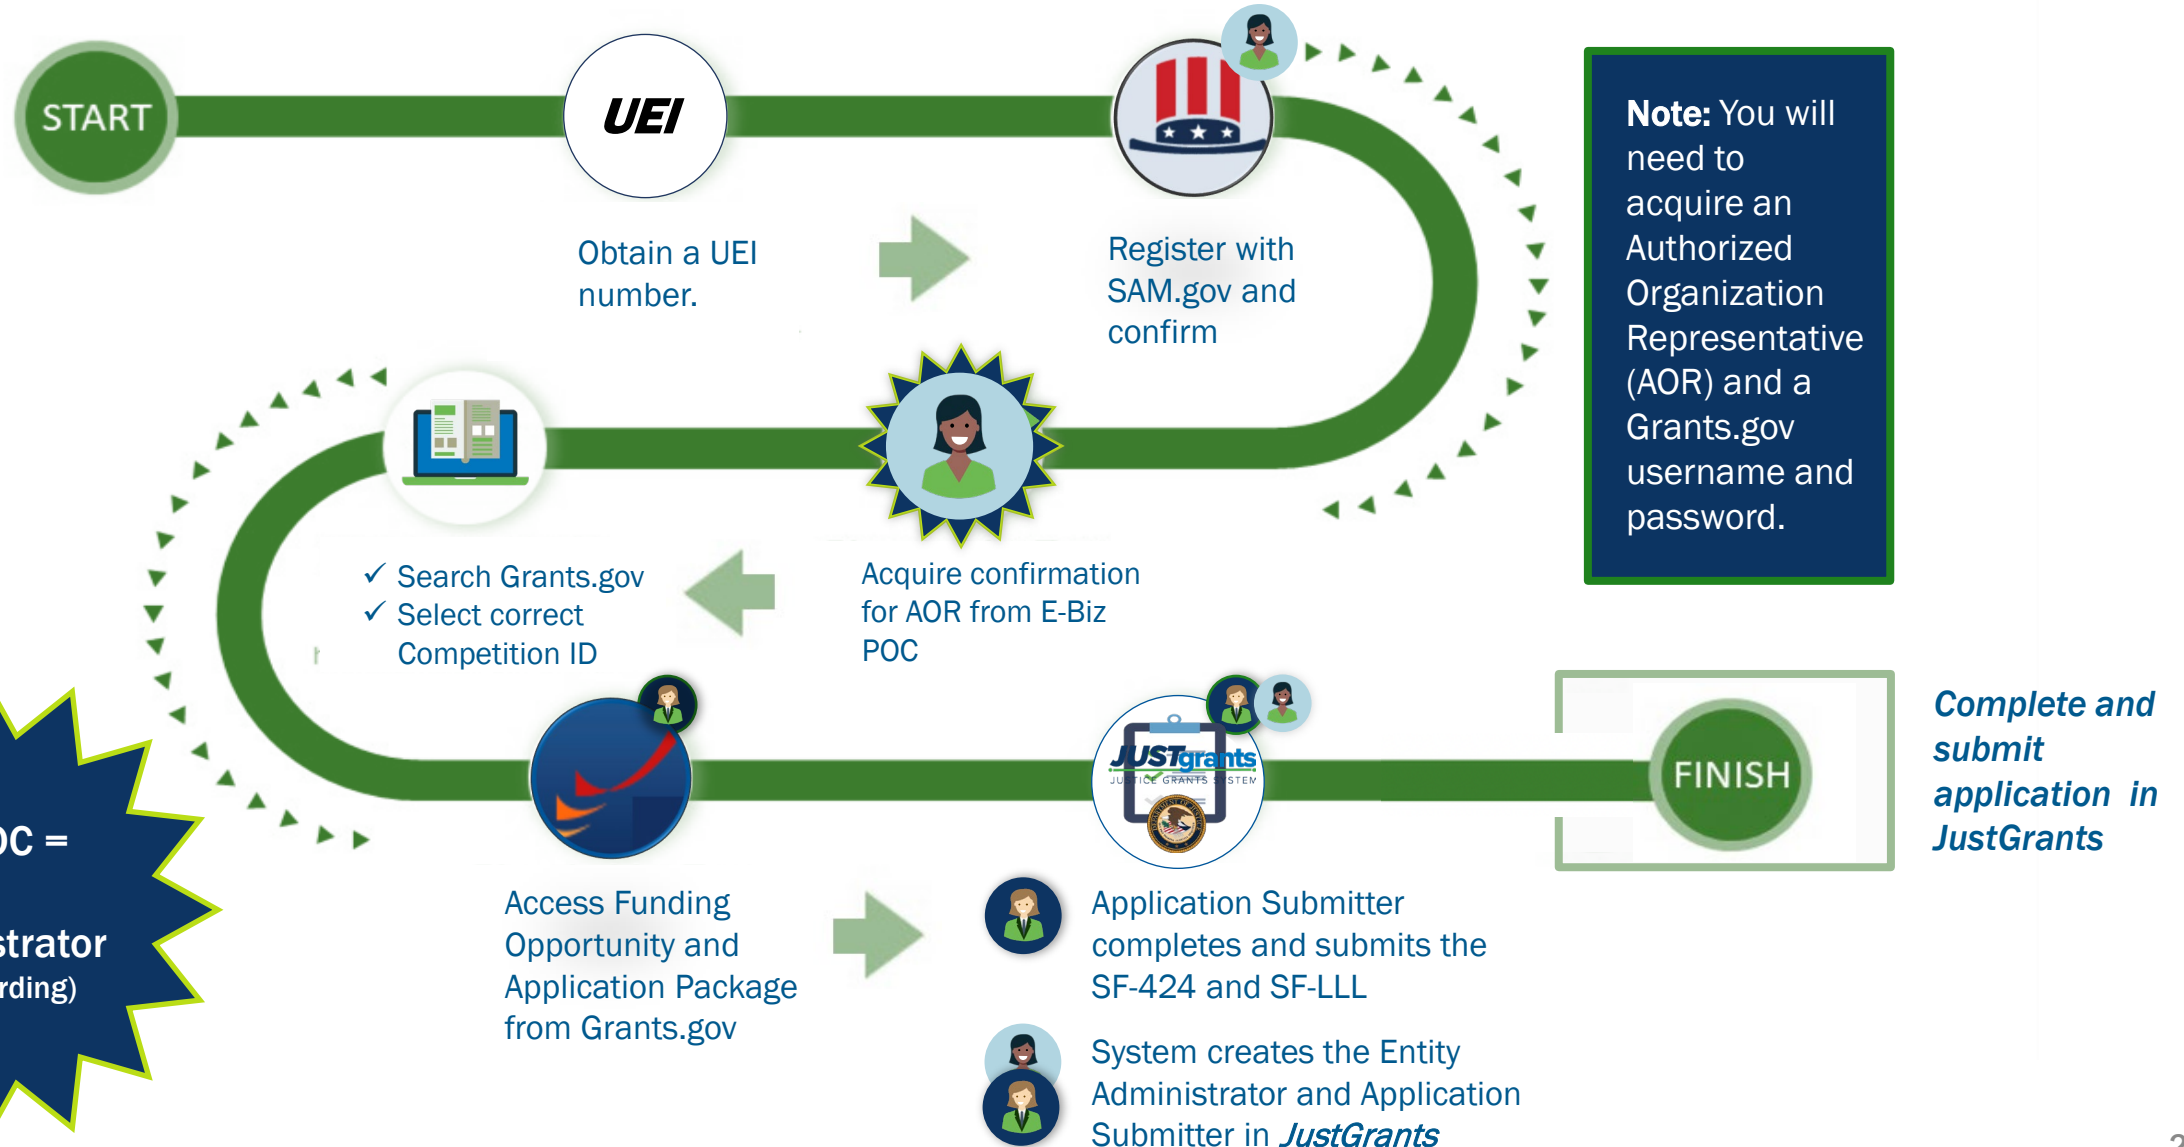 START
UEI
Obtain a UEI
number.
Register with
SAM.gov and
confirm
Note: You will
need to
acquire an
Authorized
Organization
Representative
(AOR) and a
Grants.gov
username and
password.
✓ Search Grants.gov
✓ Select correct
Competition ID
Acquire confirmation
for AOR from E-Biz
POC
=
Access Funding
Opportunity and
Application Package
from Grants.gov
JUSTgrants
JUSTICE GRANTS SYSTEM
Application Submitter
completes and submits the
SF-424 and SF-LLL
System creates the Entity
Administrator and Application
Submitter in JustGrants
FINISH
Complete and
submit
application in
JustGrants